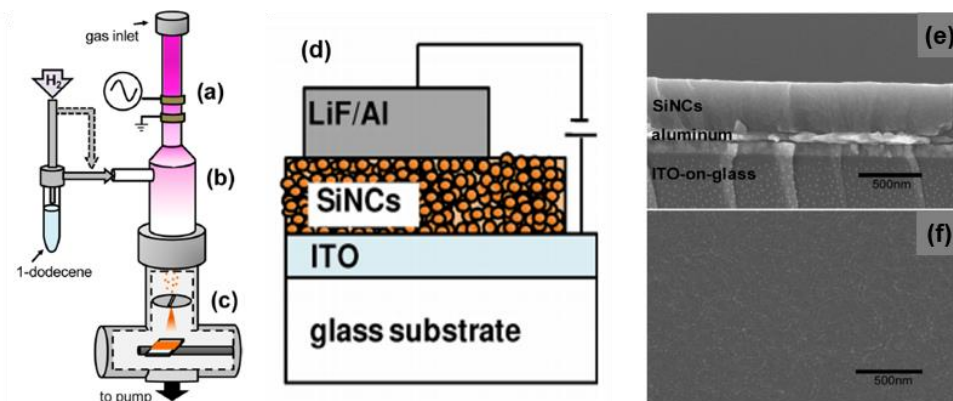 gas inlet
H₂
(a)
(b)
1-dodecene
(c)
to pump
(d)
LiF/Al
SiNCs
ITO
glass substrate
(e)
SiNCs
aluminum
ITO-on-glass
500nm
(f)
500nm